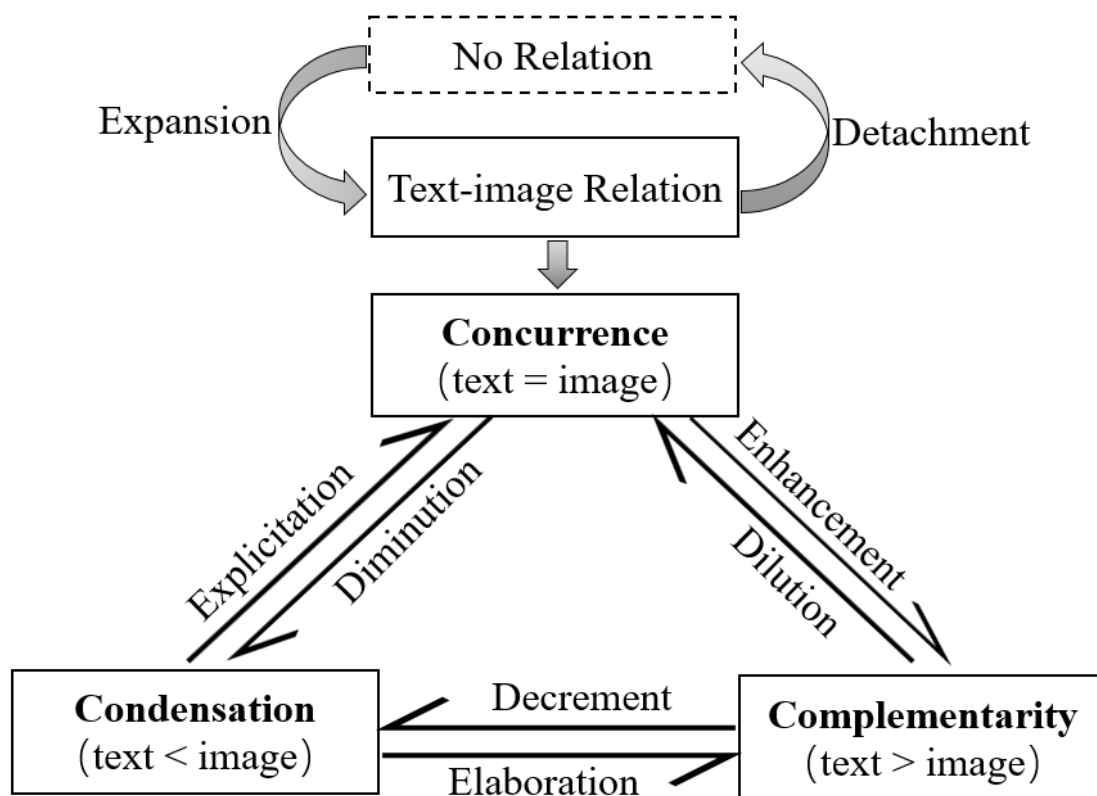 No Relation
Expansion
Detachment
Text-image Relation
Concurrence
(text = image)
Explicitation
Diminution
Enhancement
Dilution
Condensation
(text < image)
Decrement
Elaboration
Complementarity
(text > image)